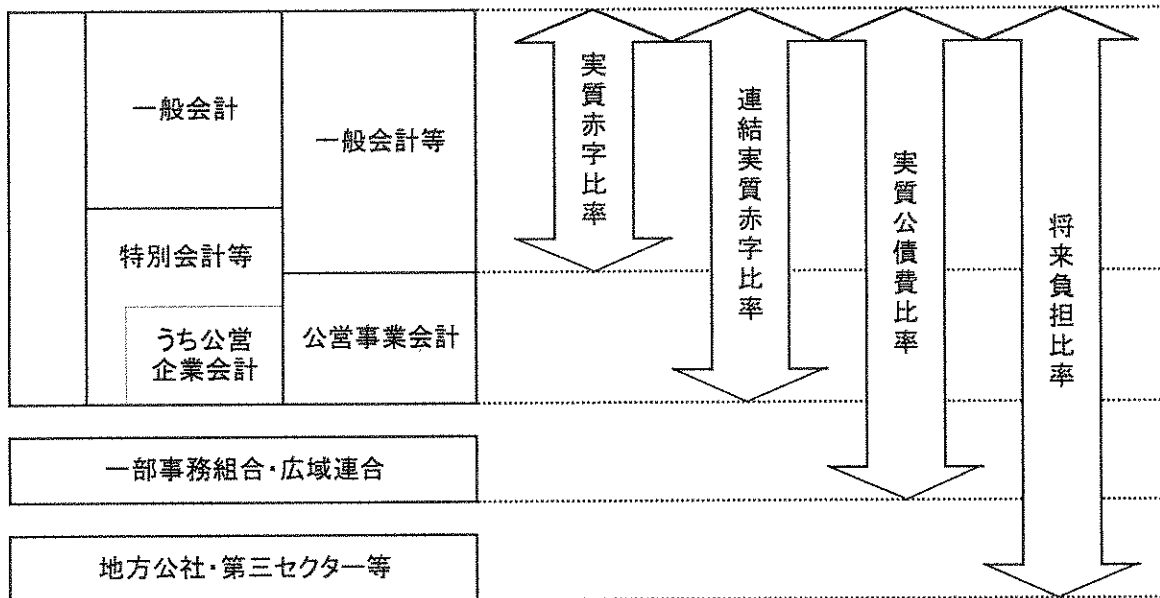 一般会計
特別会計等
うち公営
企業会計
一般会計等
公営事業会計
一部事務組合・広域連合
地方公社・第三セクター等
実質赤字比率
連結実質赤字比率
実質公債費比率
将来負担比率